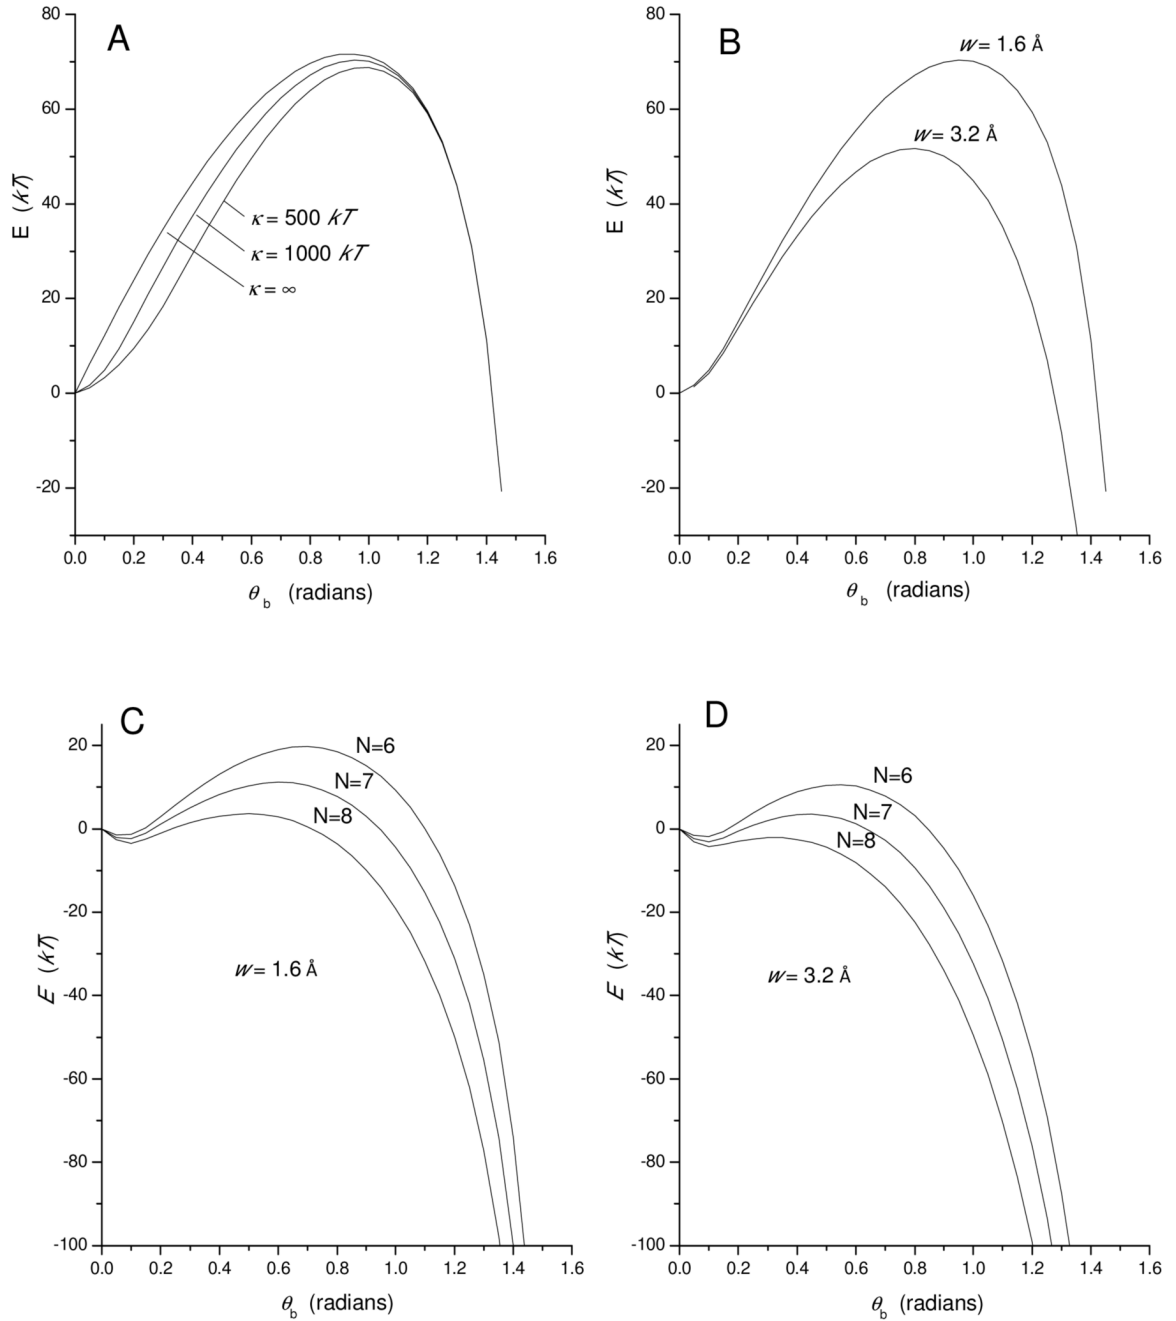 A
80
60
40
20
0
-20
E (kT)
κ = 500 kT
κ = 1000 kT
κ = ∞
0.0 0.2 0.4 0.6 0.8 1.0 1.2 1.4 1.6
θb (radians)
B
80
60
40
20
0
-20
E (kT)
w = 1.6 Å
w = 3.2 Å
0.0 0.2 0.4 0.6 0.8 1.0 1.2 1.4 1.6
θb (radians)
C
20
0
-20
-40
-60
-80
-100
E (kT)
N=6
N=7
N=8
w = 1.6 Å
0.0 0.2 0.4 0.6 0.8 1.0 1.2 1.4 1.6
θb (radians)
D
20
0
-20
-40
-60
-80
-100
E (kT)
N=6
N=7
N=8
w = 3.2 Å
0.0 0.2 0.4 0.6 0.8 1.0 1.2 1.4 1.6
θb (radians)